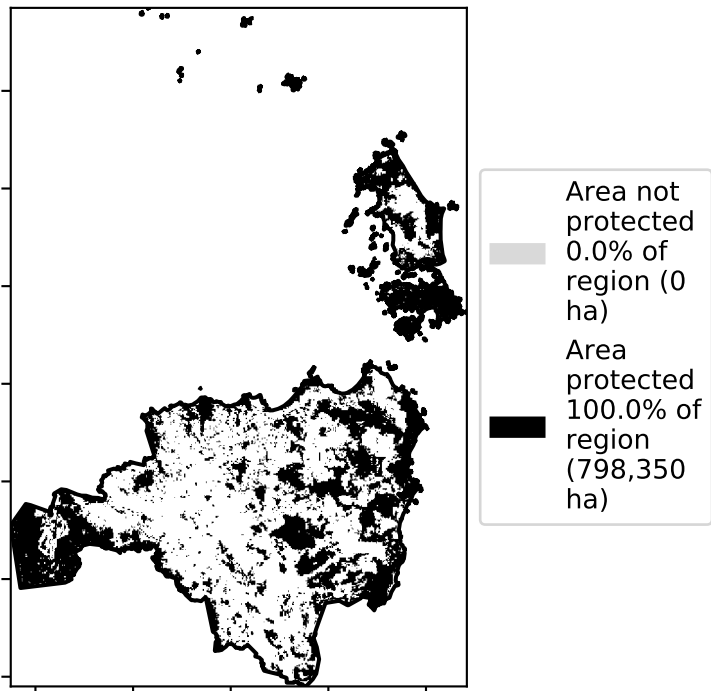 Area not
protected
0.0% of
region (0
ha)
Area
protected
100.0% of
region
(798,350
ha)